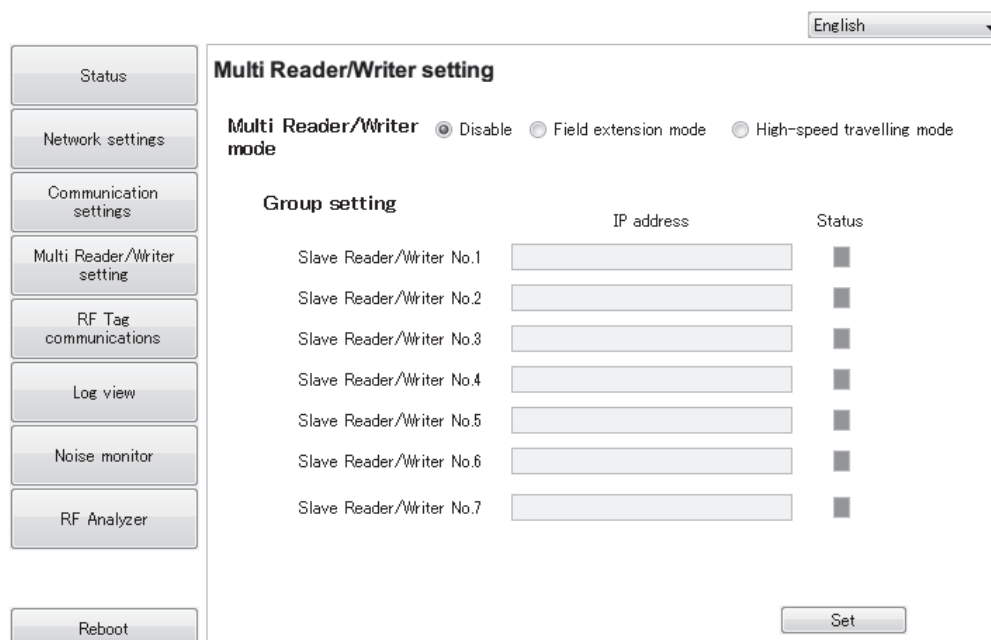 English
Status
Network settings
Communication
settings
Multi Reader/Writer
setting
RF Tag
communications
Log view
Noise monitor
RF Analyzer
Reboot
Multi Reader/Writer setting
Multi Reader/Writer
mode
Disable Field extension mode High-speed travelling mode
Group setting
IP address Status
Slave Reader/Writer No.1
Slave Reader/Writer No.2
Slave Reader/Writer No.3
Slave Reader/Writer No.4
Slave Reader/Writer No.5
Slave Reader/Writer No.6
Slave Reader/Writer No.7
Set